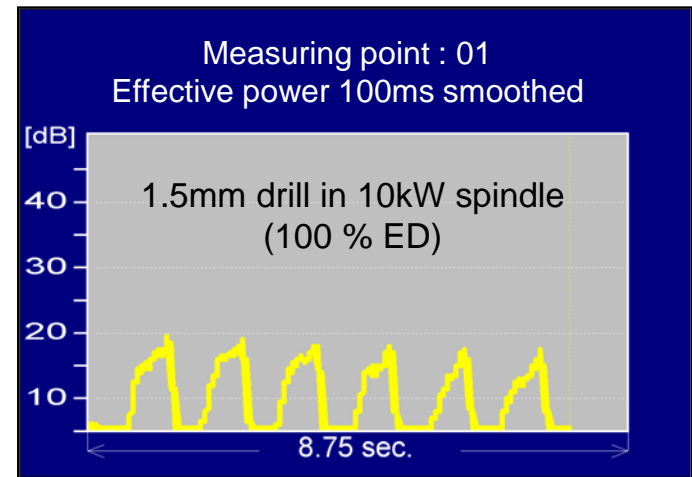 Measuring point : 01
Effective power 100ms smoothed
[dB]
1.5mm drill in 10kW spindle
(100 % ED)
40
30
20
10
8.75 sec.